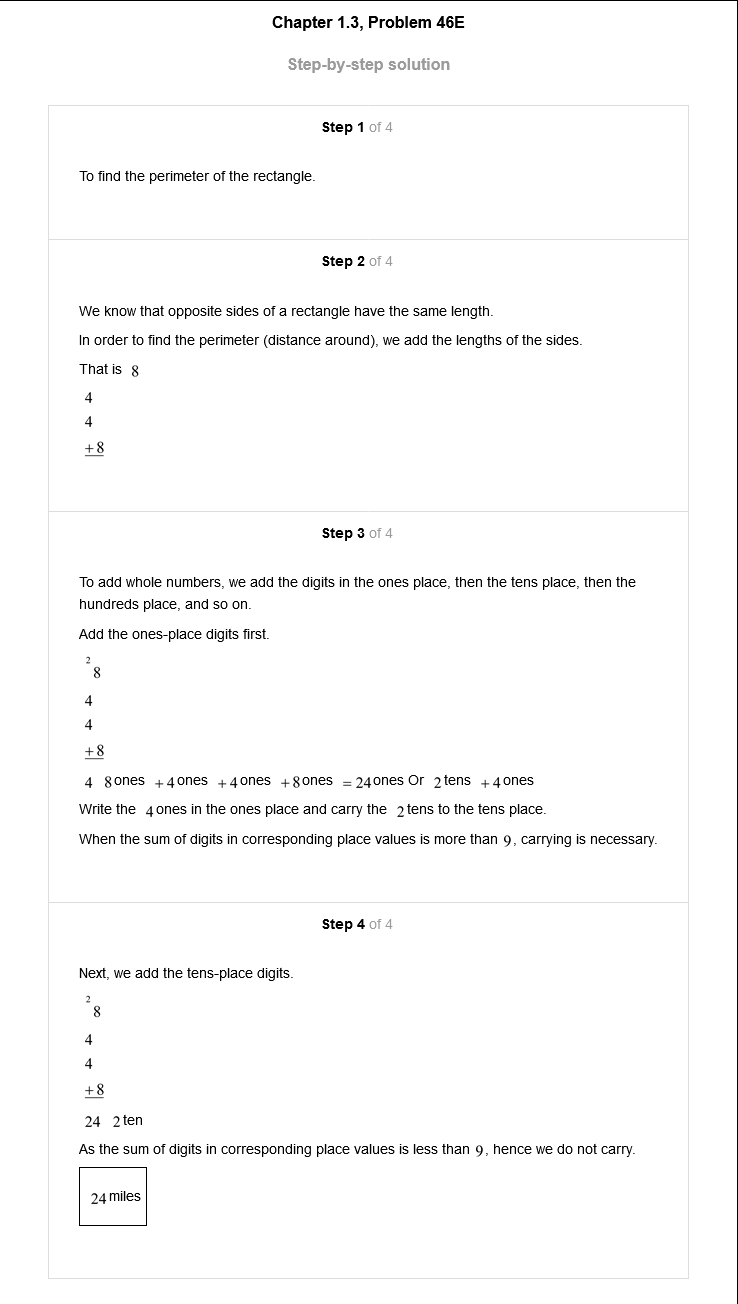 Chapter 1.3, Problem 46E
Step-by-step solution
Step 1 of 4
To find the perimeter of the rectangle.
Step 2 of 4
We know that opposite sides of a rectangle have the same length.
In order to find the perimeter (distance around), we add the lengths of the sides.
That is 8
4
4
+8
Step 3 of 4
To add whole numbers, we add the digits in the ones place, then the tens place, then the
hundreds place, and so on.
Add the ones-place digits first.
2
8
4
4
+8
4 8 ones +4 ones +4 ones +8 ones = 24 ones Or 2 tens +4 ones
Write the 4 ones in the ones place and carry the 2 tens to the tens place.
When the sum of digits in corresponding place values is more than 9, carrying is necessary.
Step 4 of 4
Next, we add the tens-place digits.
2
8
4
4
+8
24 2 ten
As the sum of digits in corresponding place values is less than 9, hence we do not carry.
24 miles